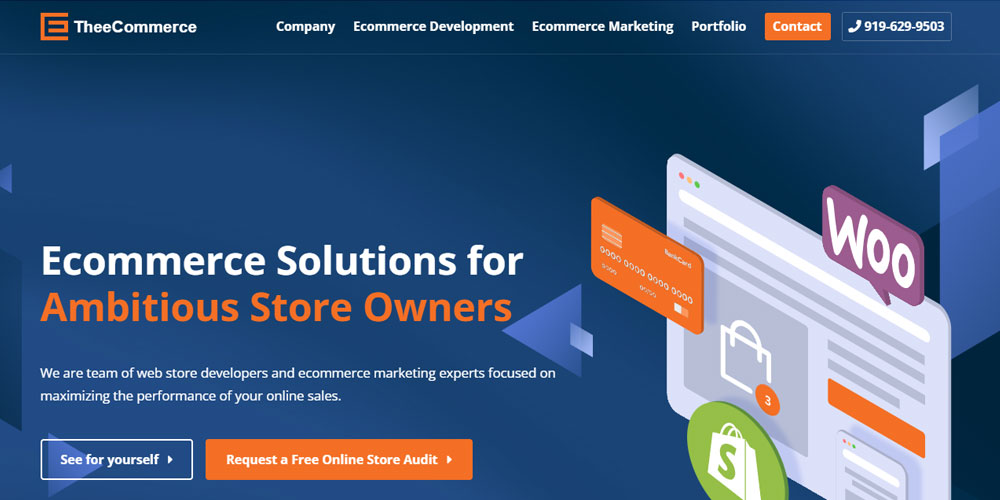 TheeCommerce
Company Ecommerce Development Ecommerce Marketing Portfolio Contact 919-629-9503
Ecommerce Solutions for
Ambitious Store Owners
We are team of web store developers and ecommerce marketing experts focused on
maximizing the performance of your online sales.
See for yourself
Request a Free Online Store Audit
BankCard
0000 0000 0000 0000
0000
0000
WOO
3
S